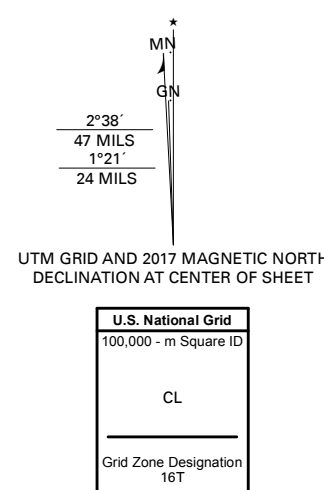 MN
GN
2°38´
47 MILS
1°21´
24 MILS
UTM GRID AND 2017 MAGNETIC NORTH
DECLINATION AT CENTER OF SHEET
U.S. National Grid
100,000 - m Square ID
CL
Grid Zone Designation
16T